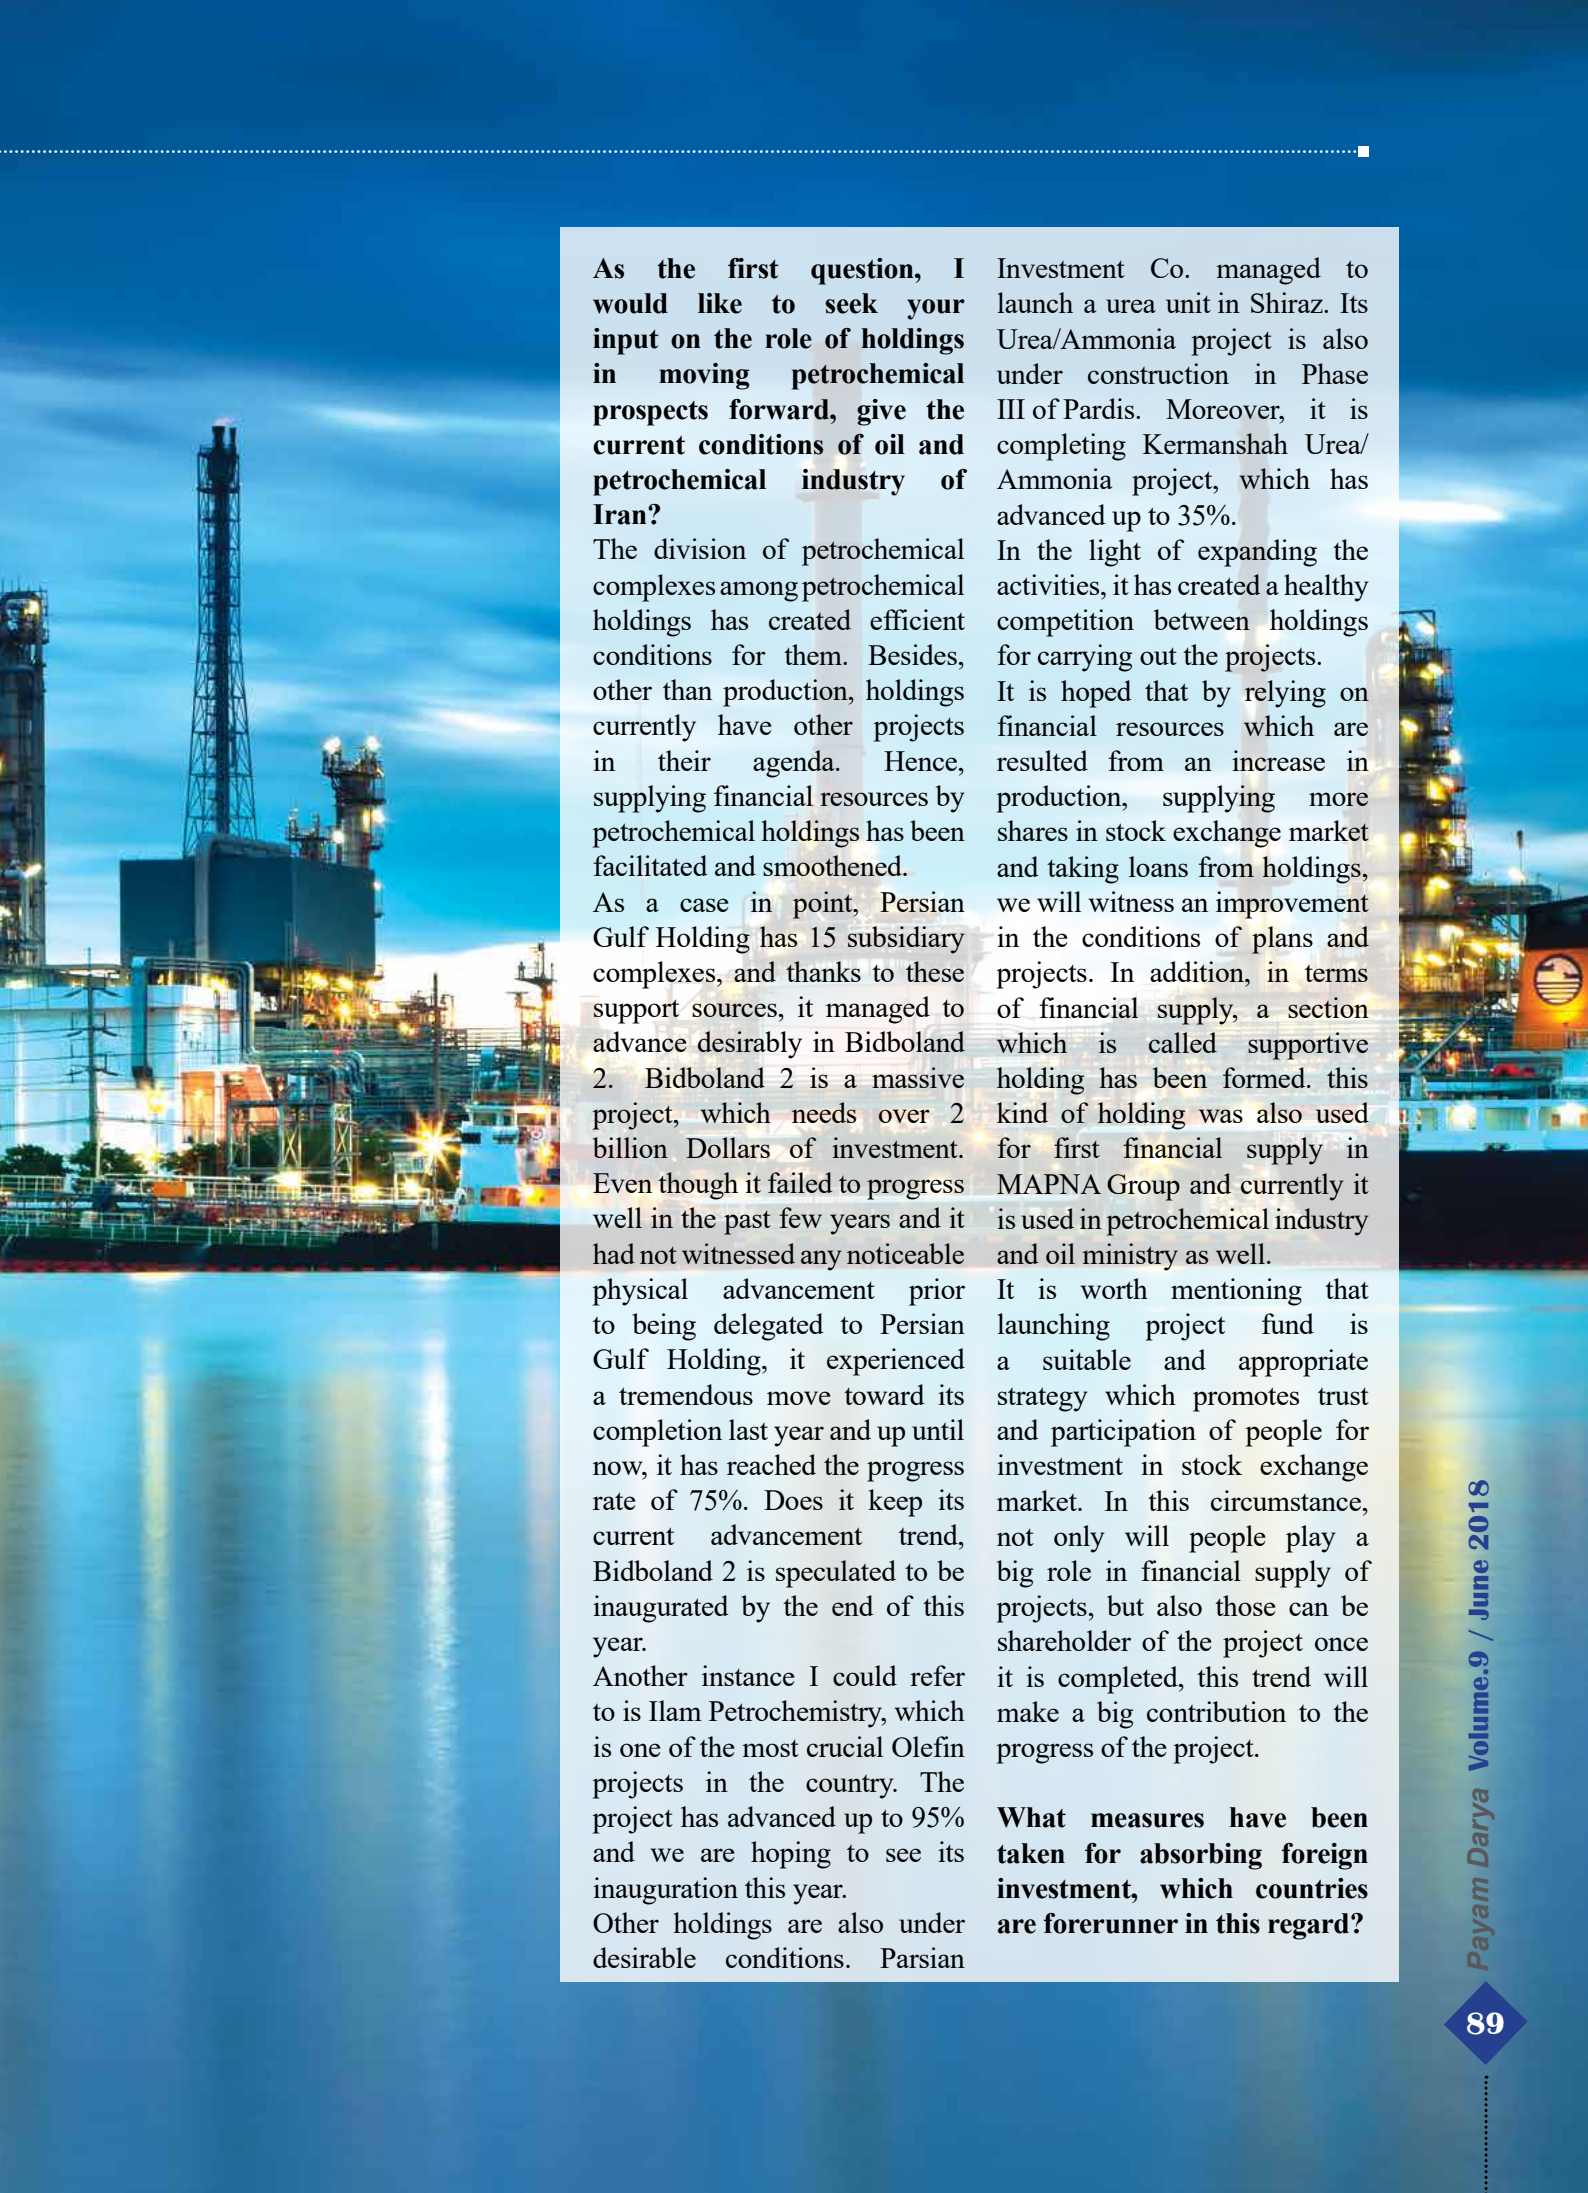 As the first question, I
would like to seek your
input on the role of holdings
in moving petrochemical
prospects forward, give the
current conditions of oil and
petrochemical industry of
Iran?
The division of petrochemical
complexes among petrochemical
holdings has created efficient
conditions for them. Besides,
other than production, holdings
currently have other projects
in their agenda. Hence,
supplying financial resources by
petrochemical holdings has been
facilitated and smoothened.
As a case in point, Persian
Gulf Holding has 15 subsidiary
complexes, and thanks to these
support sources, it managed to
advance desirably in Bidboland
2. Bidboland 2 is a massive
project, which needs over 2
billion Dollars of investment.
Even though it failed to progress
well in the past few years and it
had not witnessed any noticeable
physical advancement prior
to being delegated to Persian
Gulf Holding, it experienced
a tremendous move toward its
completion last year and up until
now, it has reached the progress
rate of 75%. Does it keep its
current advancement trend,
Bidboland 2 is speculated to be
inaugurated by the end of this
year.
Another instance I could refer
to is Ilam Petrochemistry, which
is one of the most crucial Olefin
projects in the country. The
project has advanced up to 95%
and we are hoping to see its
inauguration this year.
Other holdings are also under
desirable conditions. Parsian
Investment Co. managed to
launch a urea unit in Shiraz. Its
Urea/Ammonia project is also
under construction in Phase
III of Pardis. Moreover, it is
completing Kermanshah Urea/
Ammonia project, which has
advanced up to 35%.
In the light of expanding the
activities, it has created a healthy
competition between holdings
for carrying out the projects.
It is hoped that by relying on
financial resources which are
resulted from an increase in
production, supplying more
shares in stock exchange market
and taking loans from holdings,
we will witness an improvement
in the conditions of plans and
projects. In addition, in terms
of financial supply, a section
which is called supportive
holding has been formed. this
kind of holding was also used
for first financial supply in
MAPNA Group and currently it
is used in petrochemical industry
and oil ministry as well.
It is worth mentioning that
launching project fund is
a suitable and appropriate
strategy which promotes trust
and participation of people for
investment in stock exchange
market. In this circumstance,
not only will people play a
big role in financial supply of
projects, but also those can be
shareholder of the project once
it is completed, this trend will
make a big contribution to the
progress of the project.
What measures have been
taken for absorbing foreign
investment, which countries
are forerunner in this regard?
Payam Darya Volume.9 / June 2018
89